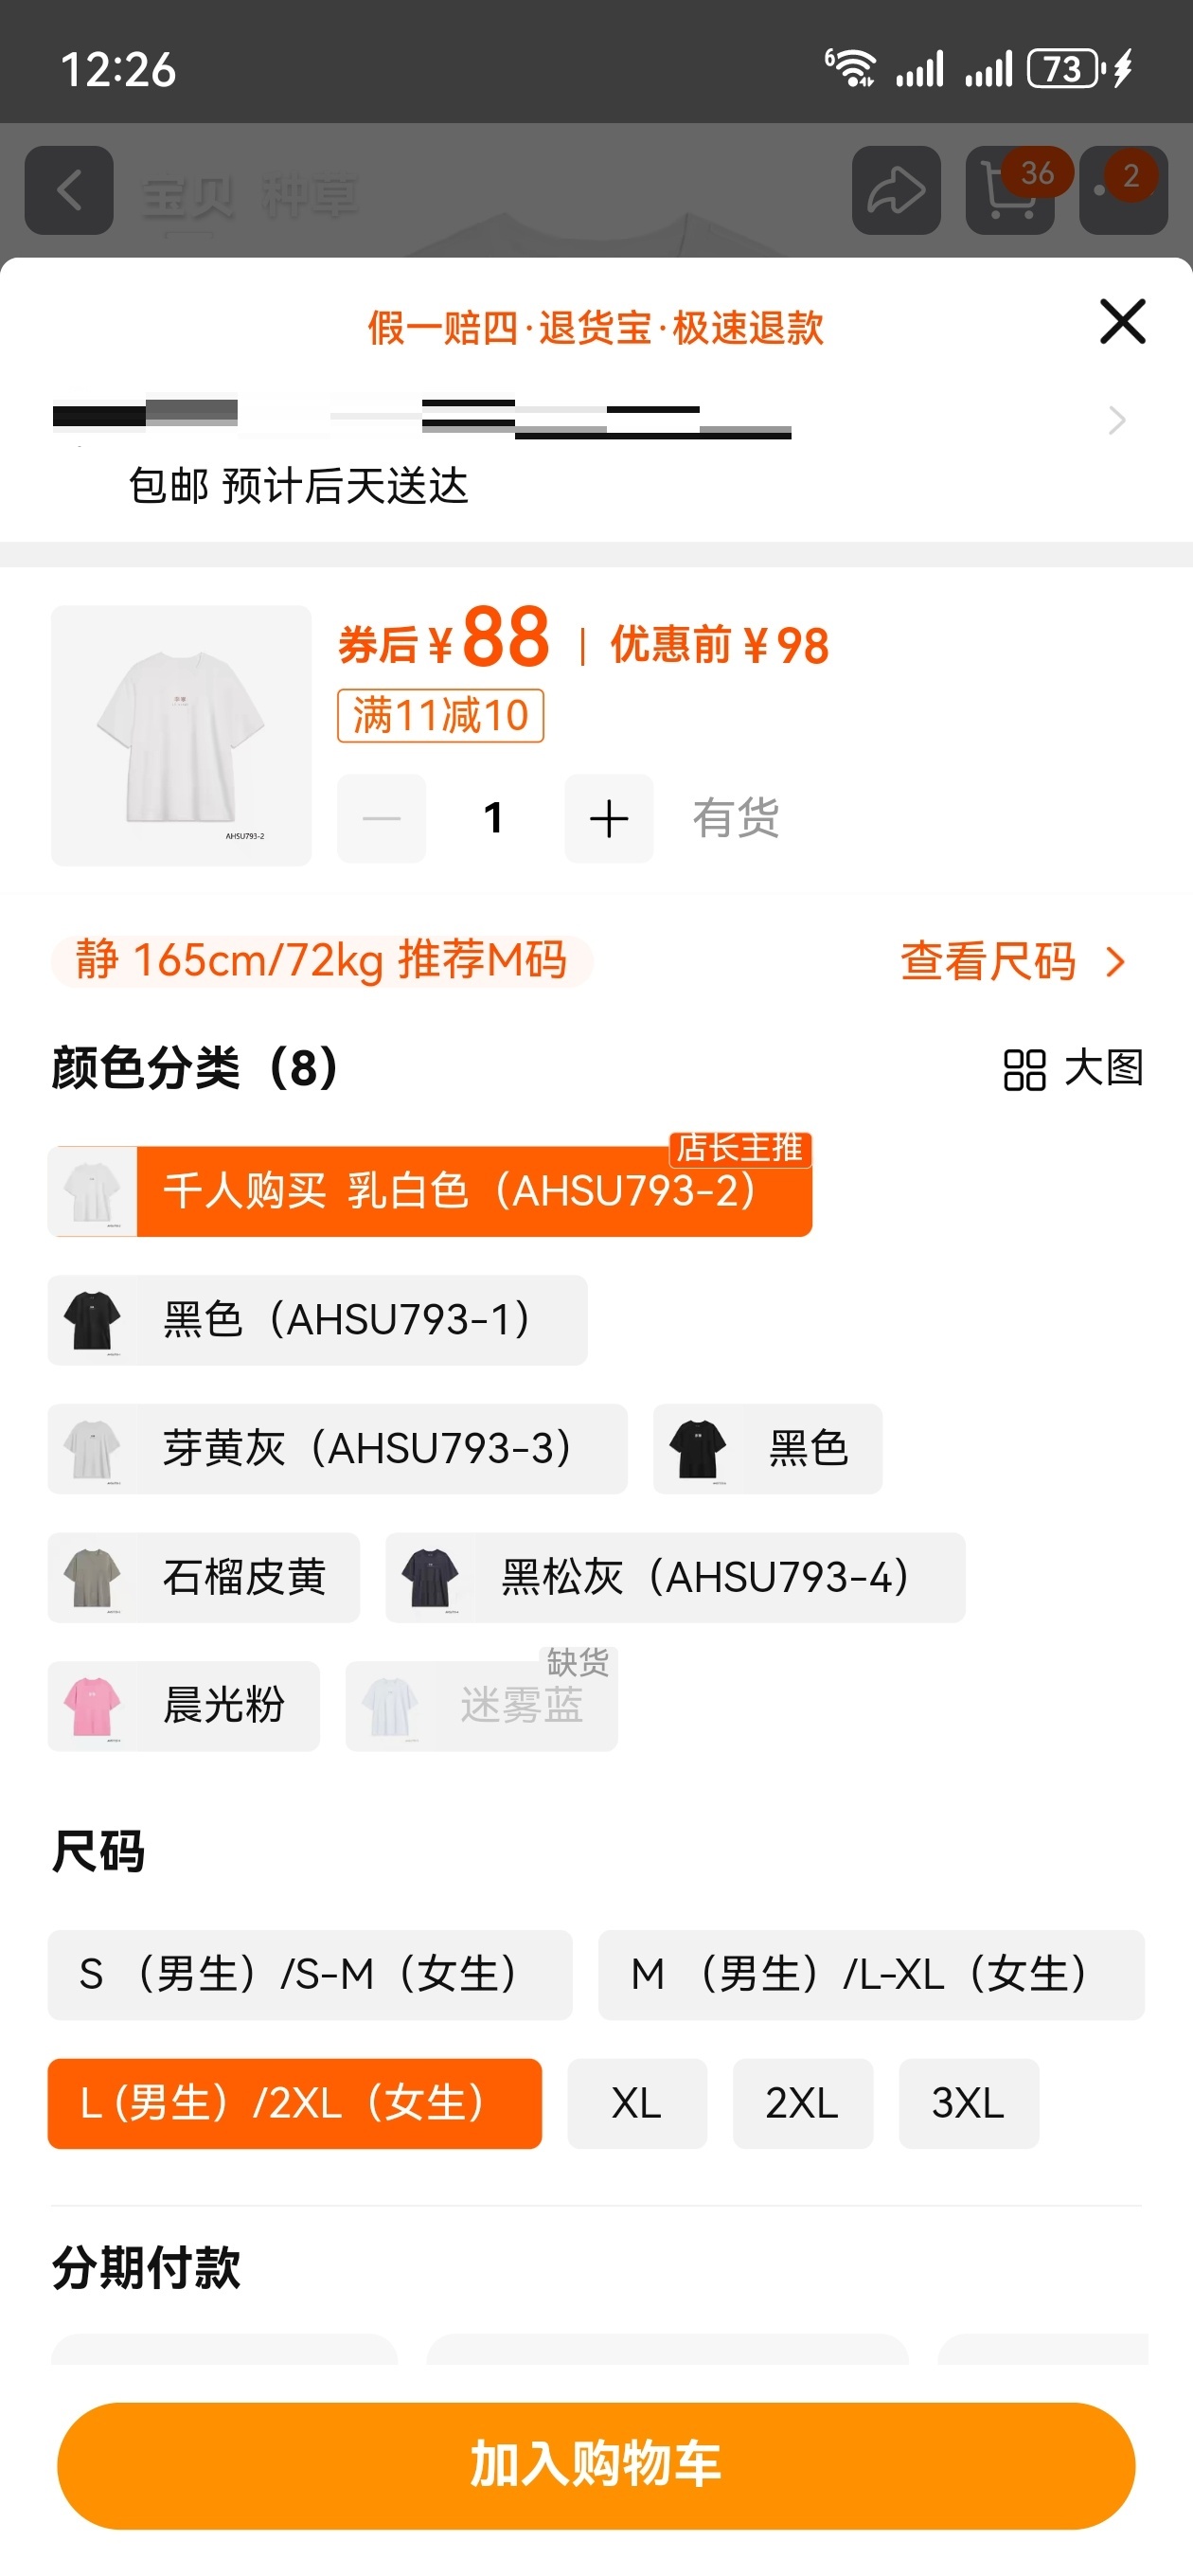 12:26
6
73
宝贝 种草
36
2
假一赔四·退货宝·极速退款
包邮 预计后天送达
券后 ¥88 | 优惠前 ¥98
满11减10
1 有货
AHSU793-2
静 165cm/72kg 推荐M码
查看尺码
颜色分类（8）
大图
店长主推
千人购买 乳白色（AHSU793-2）
黑色（AHSU793-1）
芽黄灰（AHSU793-3） 黑色
石榴皮黄 黑松灰（AHSU793-4）
缺货
晨光粉 迷雾蓝
尺码
S （男生）/S-M（女生） M （男生）/L-XL（女生）
L (男生）/2XL（女生） XL 2XL 3XL
分期付款
加入购物车